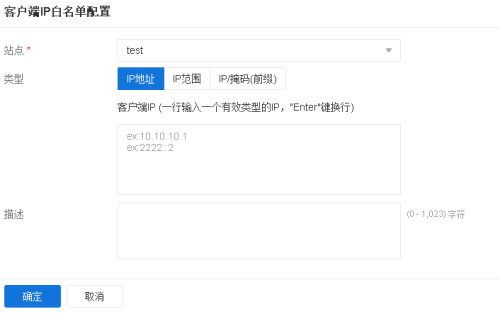 客户端IP白名单配置
站点 *
test
类型
IP地址 IP范围 IP/掩码(前缀)
客户端IP (一行输入一个有效类型的IP，"Enter"键换行)
ex:10.10.10.1
ex:2222::2
描述
(0 - 1,023) 字符
确定 取消